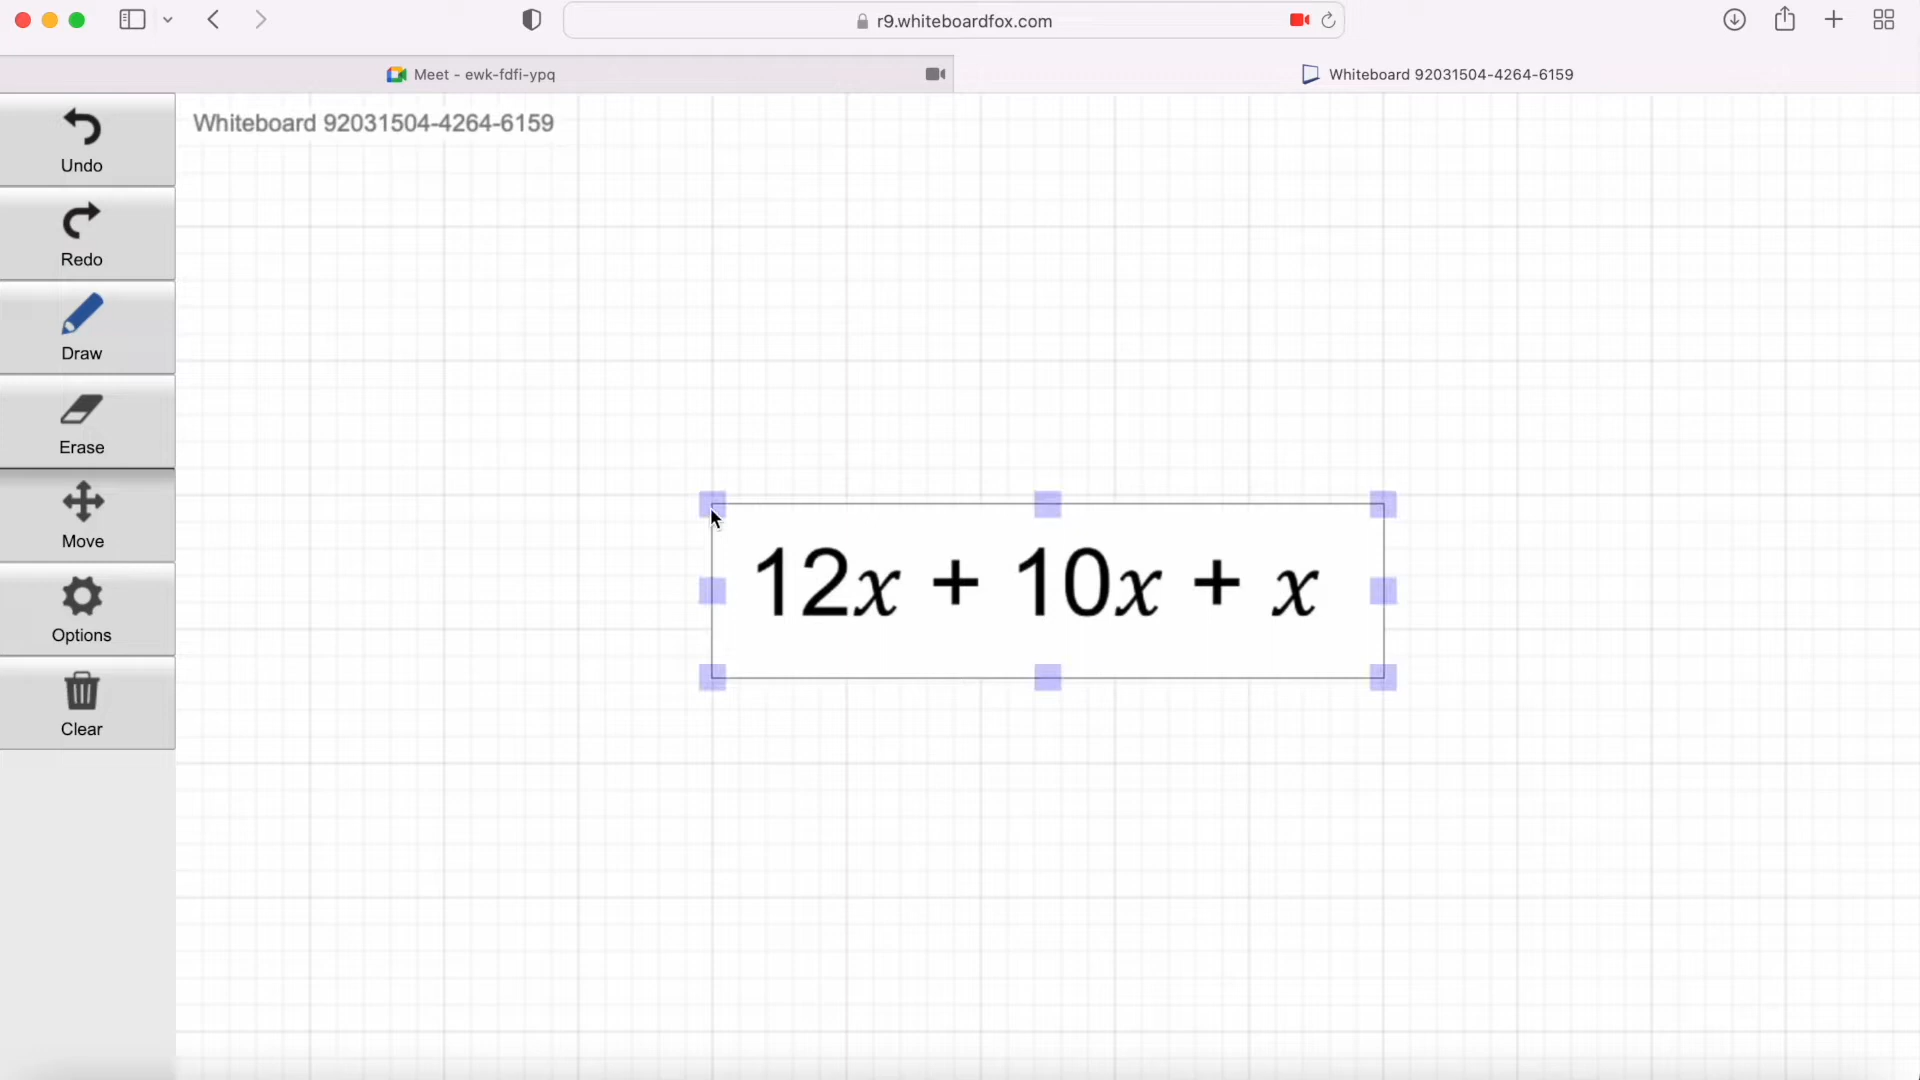 r9.whiteboardfox.com
Meet - ewk-fdfi-ypq
Whiteboard 92031504-4264-6159
Whiteboard 92031504-4264-6159
Undo
Redo
Draw
Erase
Move
Options
Clear
12x + 10x + x